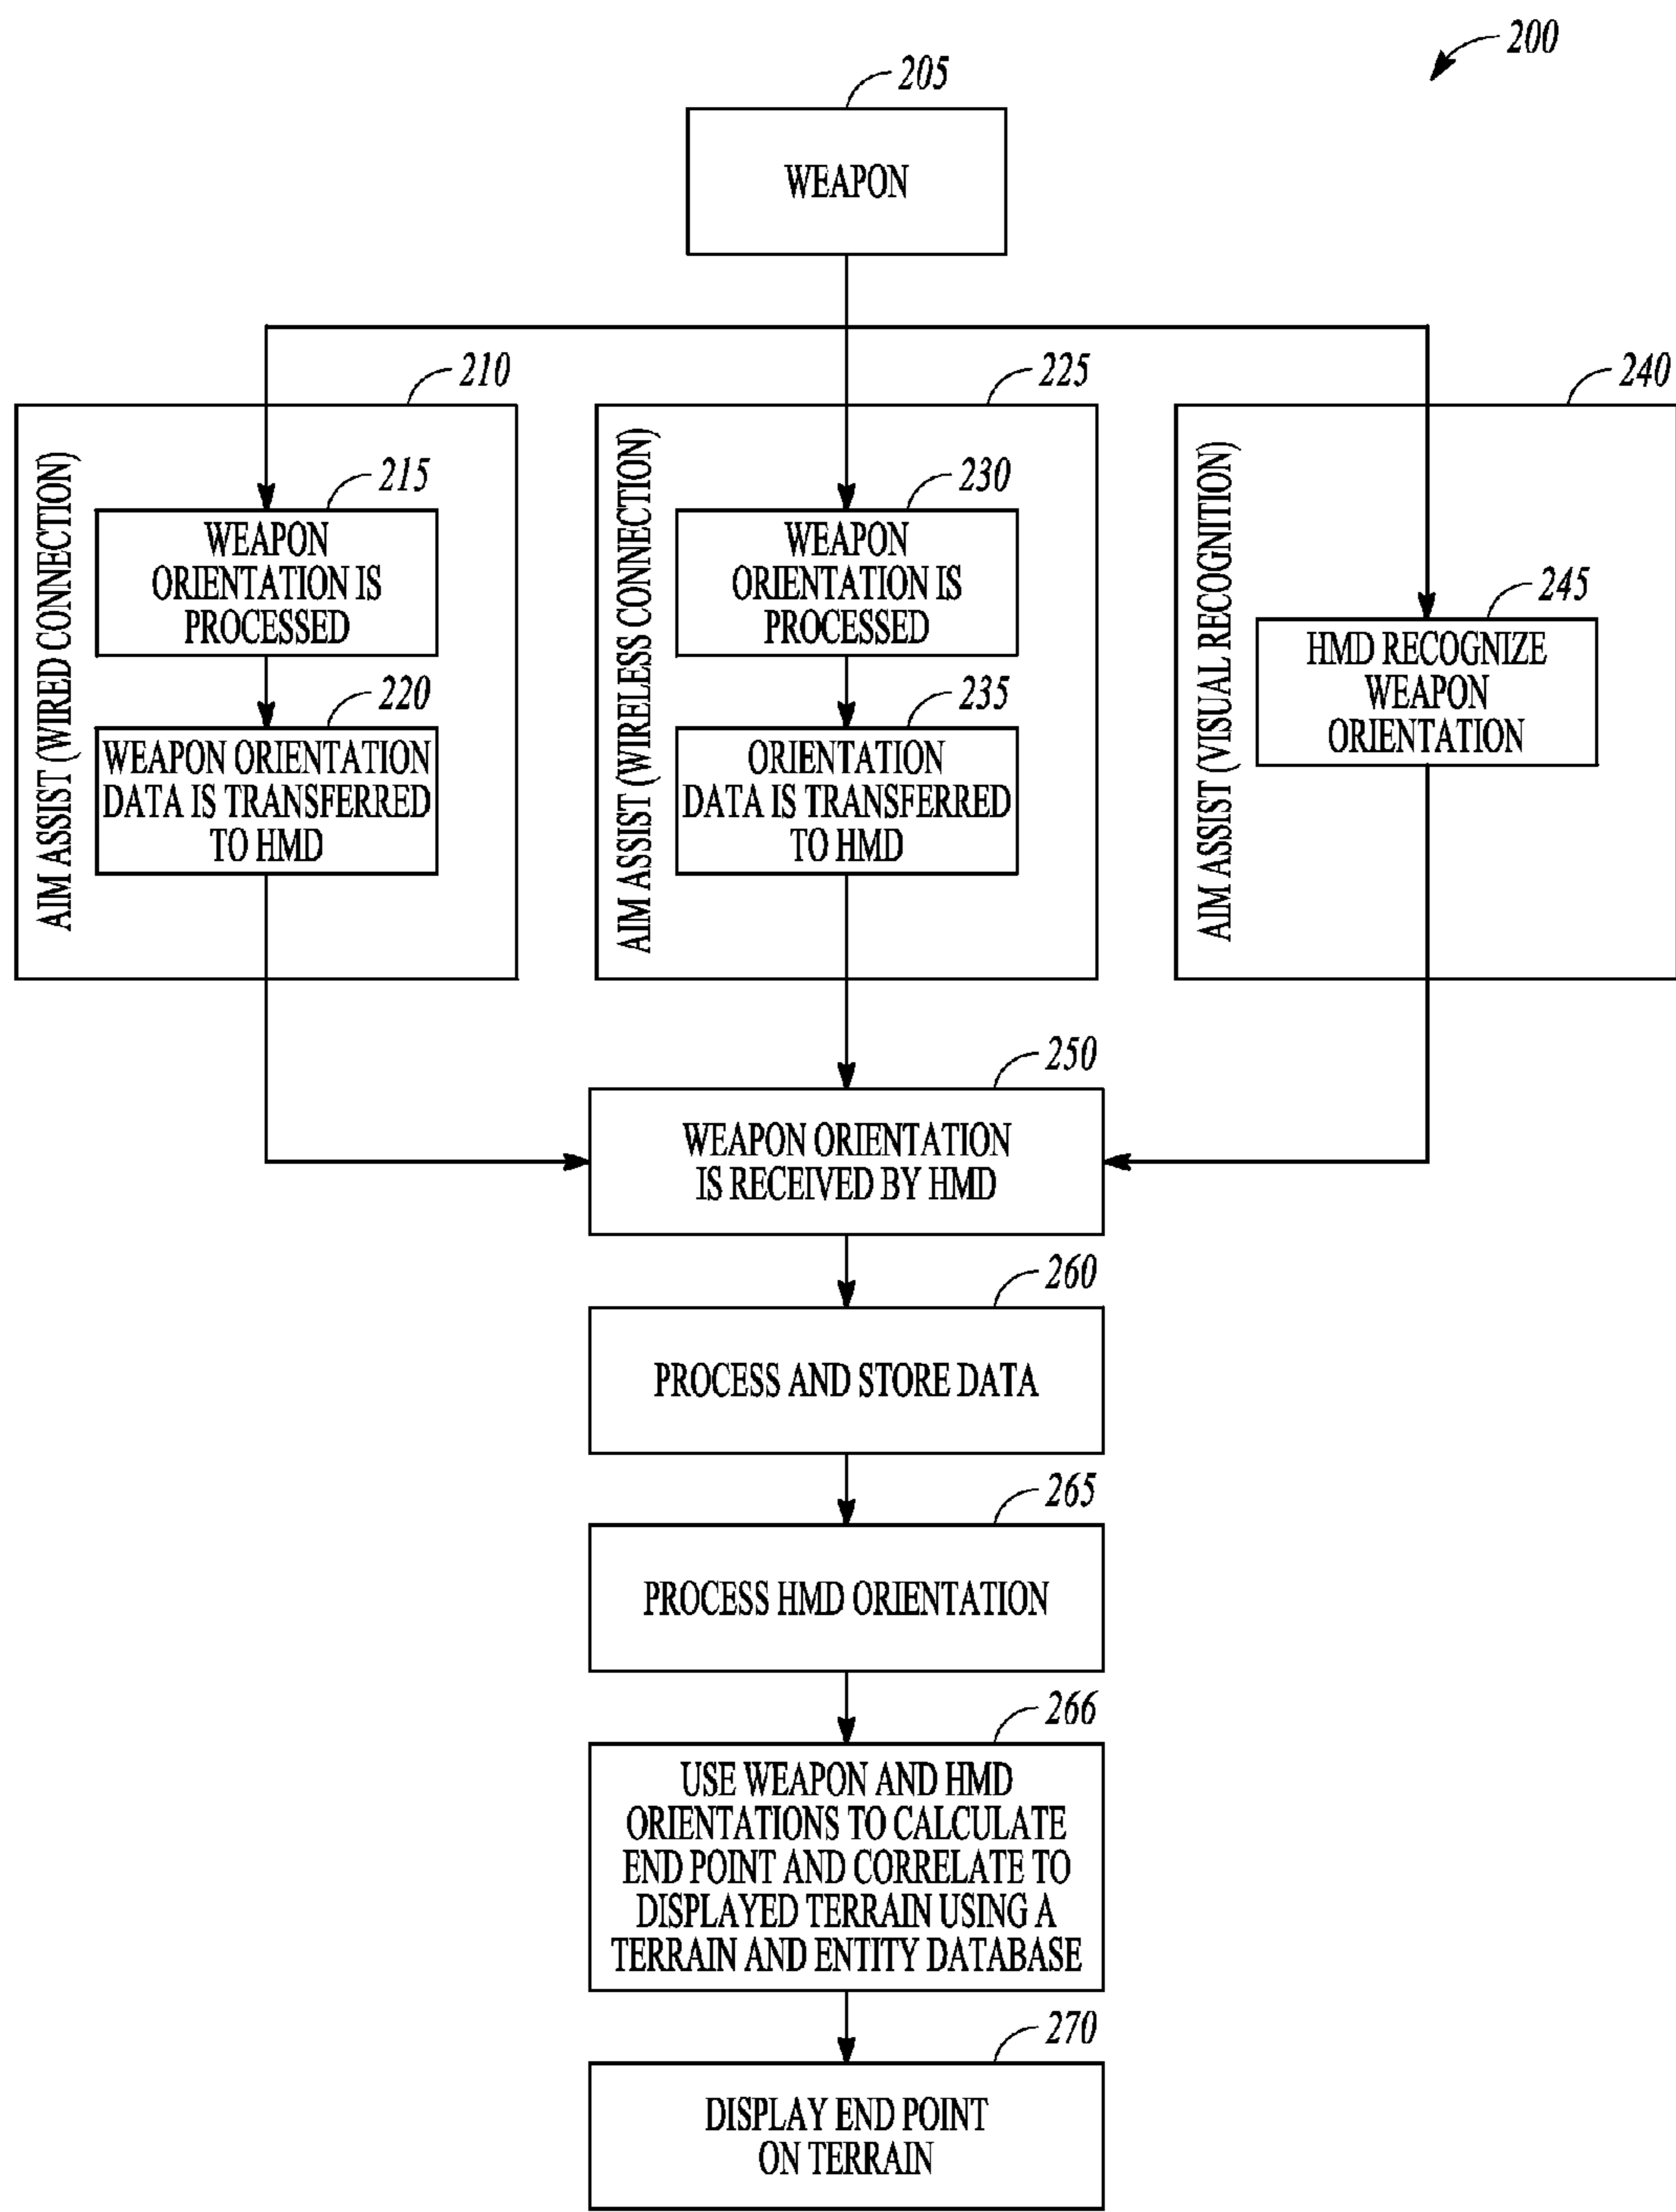 200
205
WEAPON
210
225
240
AIM ASSIST (WIRED CONNECTION)
215
WEAPON
ORIENTATION IS
PROCESSED
220
WEAPON ORIENTATION
DATA IS TRANSFERRED
TO HMD
AIM ASSIST (WIRELESS CONNECTION)
230
WEAPON
ORIENTATION IS
PROCESSED
235
ORIENTATION
DATA IS TRANSFERRED
TO HMD
AIM ASSIST (VISUAL RECOGNITION)
245
HMD RECOGNIZE
WEAPON
ORIENTATION
250
WEAPON ORIENTATION
IS RECEIVED BY HMD
260
PROCESS AND STORE DATA
265
PROCESS HMD ORIENTATION
266
USE WEAPON AND HMD
ORIENTATIONS TO CALCULATE
END POINT AND CORRELATE TO
DISPLAYED TERRAIN USING A
TERRAIN AND ENTITY DATABASE
270
DISPLAY END POINT
ON TERRAIN